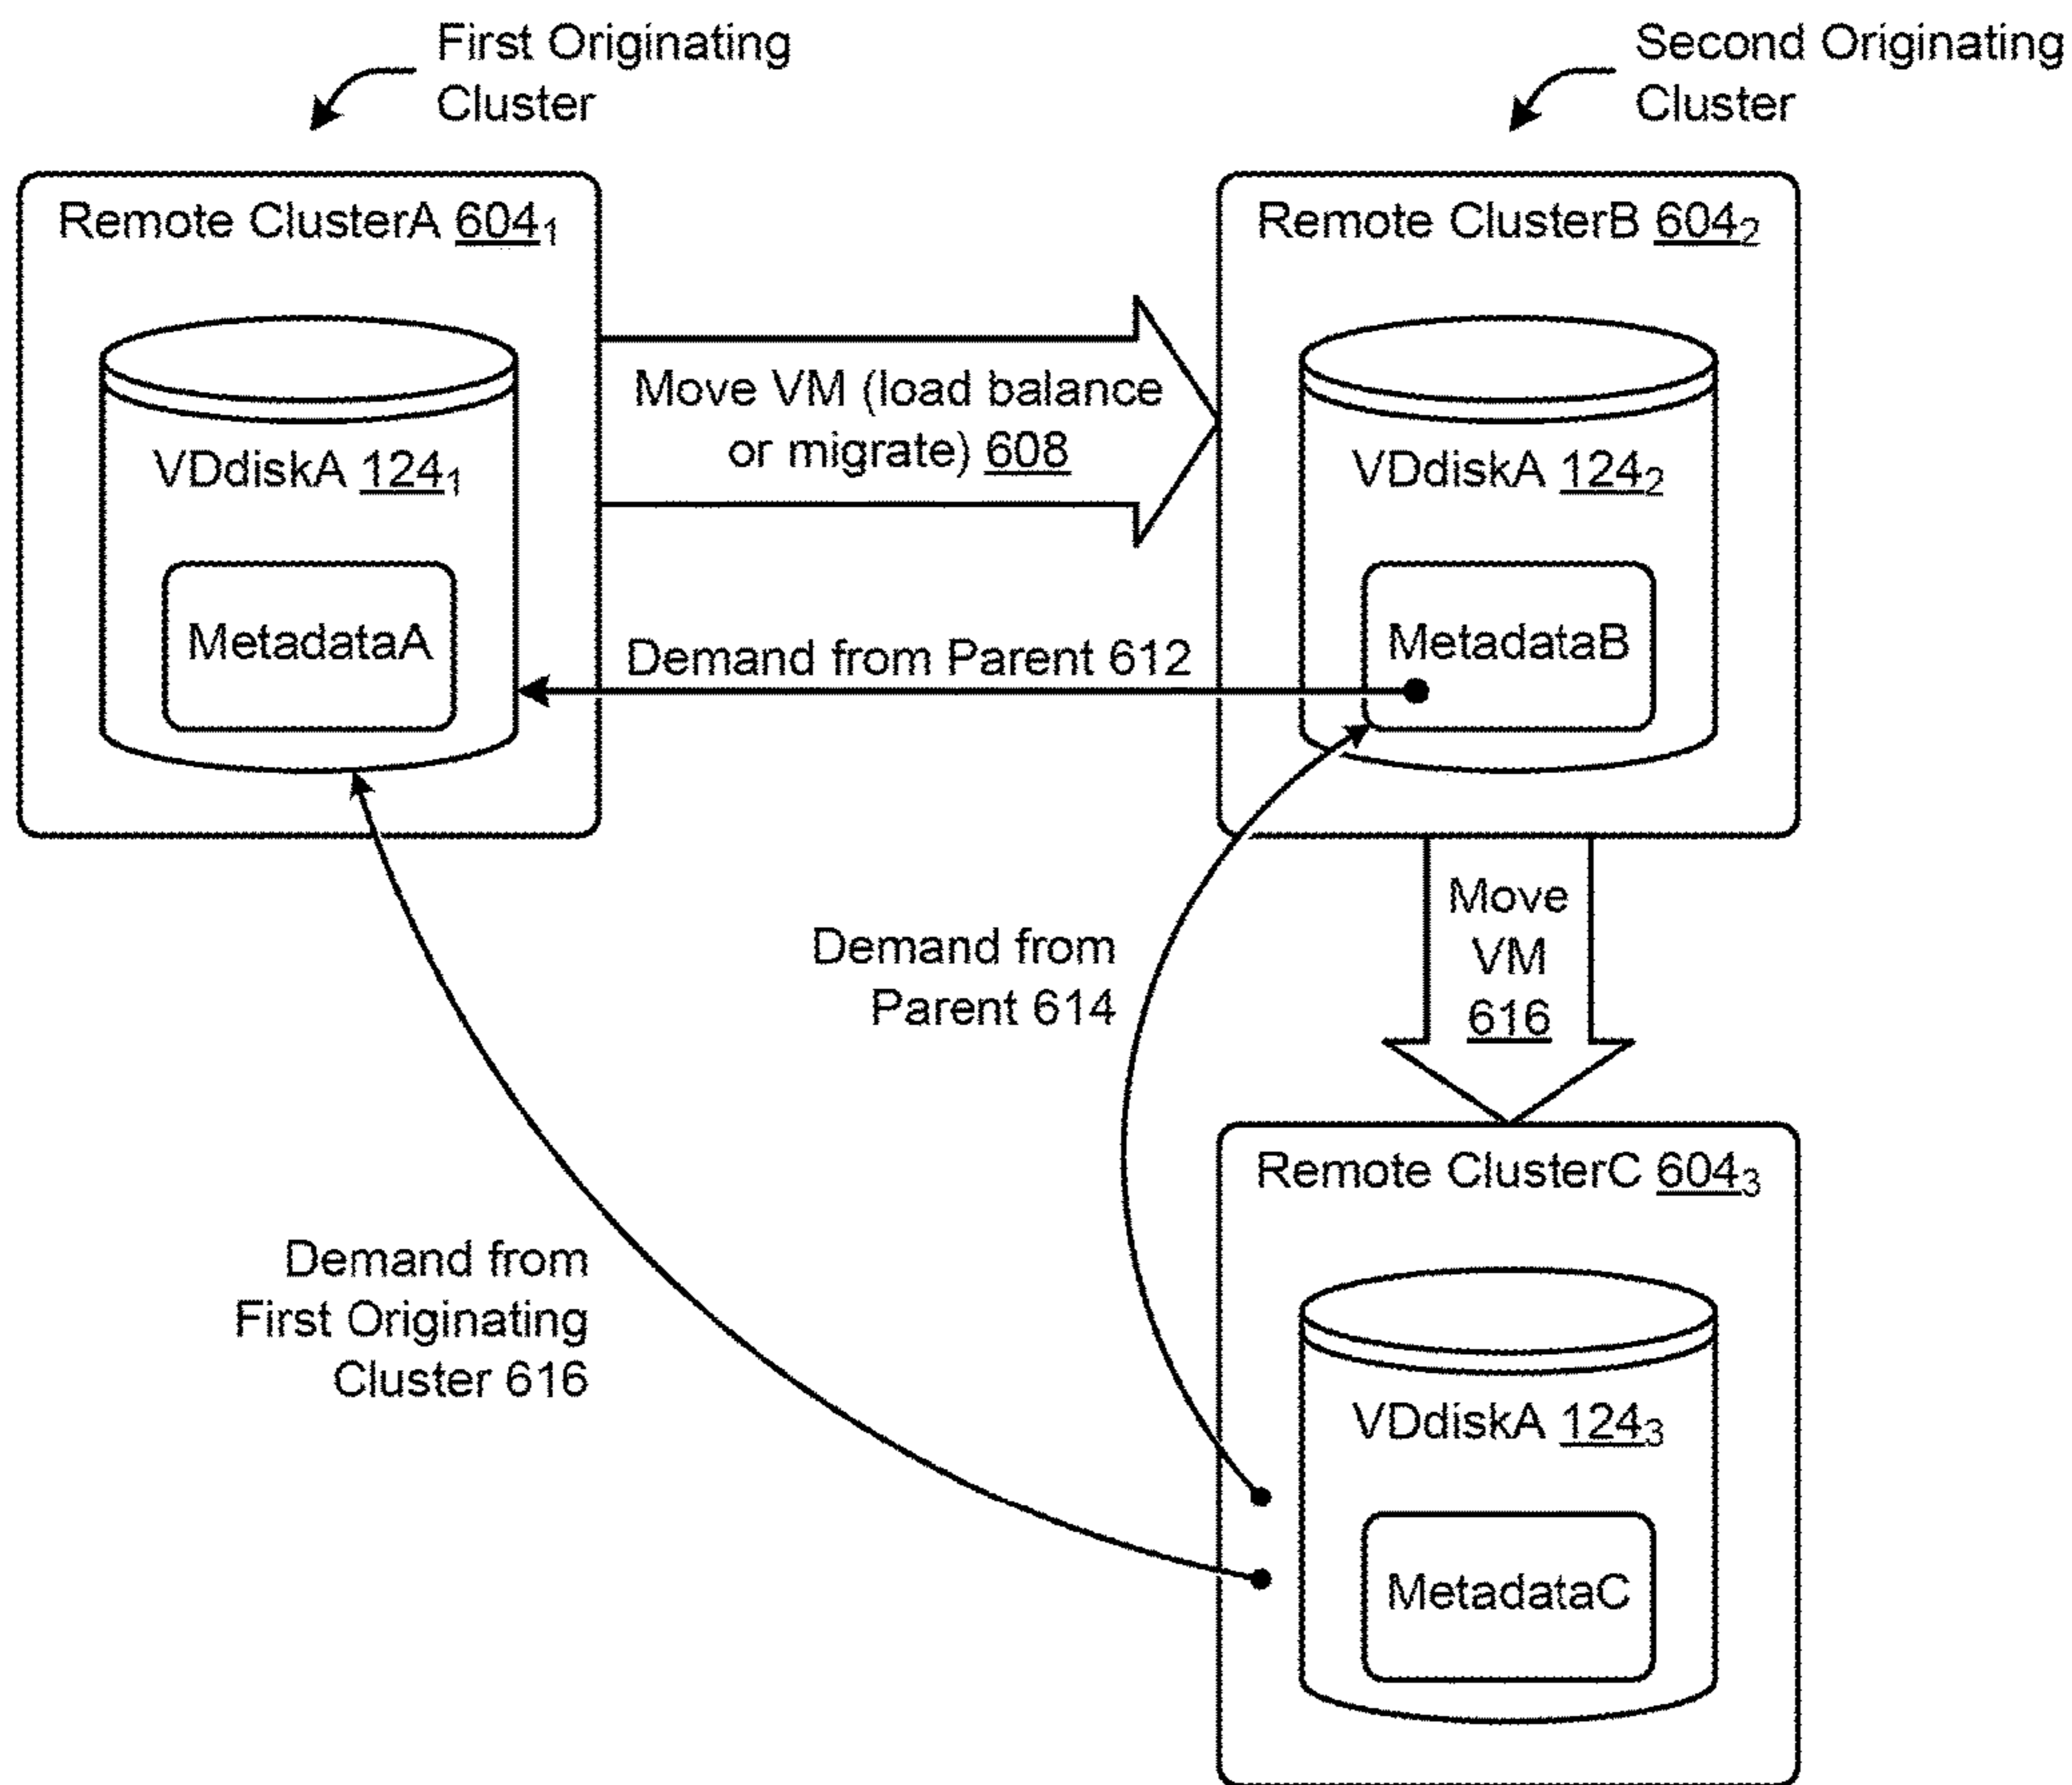 First Originating
Cluster
Second Originating
Cluster
Remote ClusterA 604₁
Remote ClusterB 604₂
Move VM (load balance
or migrate) 608
VDdiskA 124₁
VDdiskA 124₂
MetadataA
MetadataB
Demand from Parent 612
Move
VM
616
Demand from
Parent 614
Remote ClusterC 604₃
Demand from
First Originating
Cluster 616
VDdiskA 124₃
MetadataC